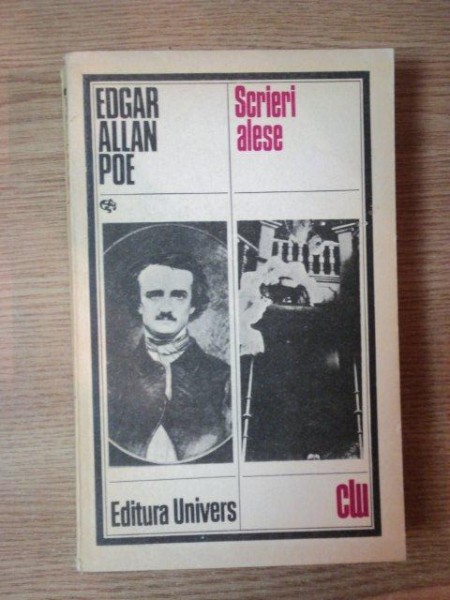 EDGAR
ALLAN
POE
Scrieri
alese
Editura Univers
clu